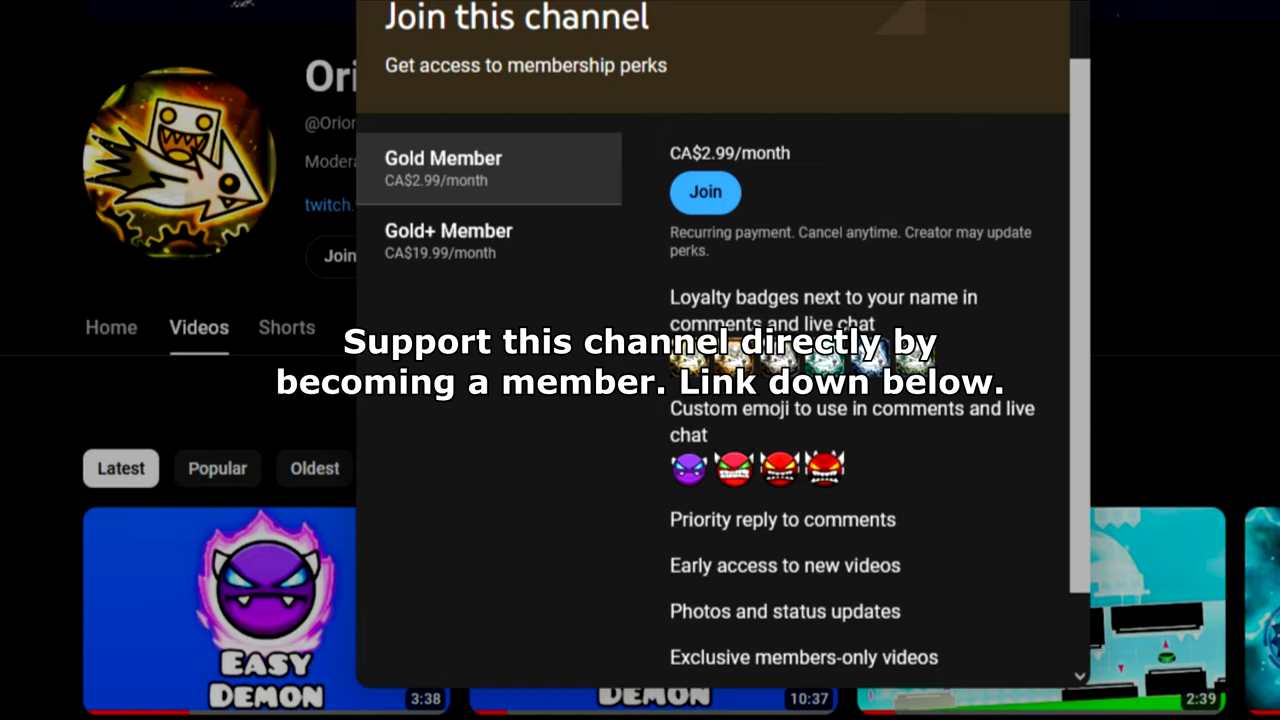 Join this channel
Get access to membership perks
Ori
@Orion
Modera
twitch.
Join
Gold Member
CA$2.99/month
Gold+ Member
CA$19.99/month
CA$2.99/month
Join
Recurring payment. Cancel anytime. Creator may update
perks.
Loyalty badges next to your name in
comments and live chat
Home
Videos
Shorts
Support this channel directly by
becoming a member. Link down below.
Custom emoji to use in comments and live
chat
Latest
Popular
Oldest
Priority reply to comments
Early access to new videos
Photos and status updates
Exclusive members-only videos
EASY
DEMON
3:38
DEMON
10:37
2:39